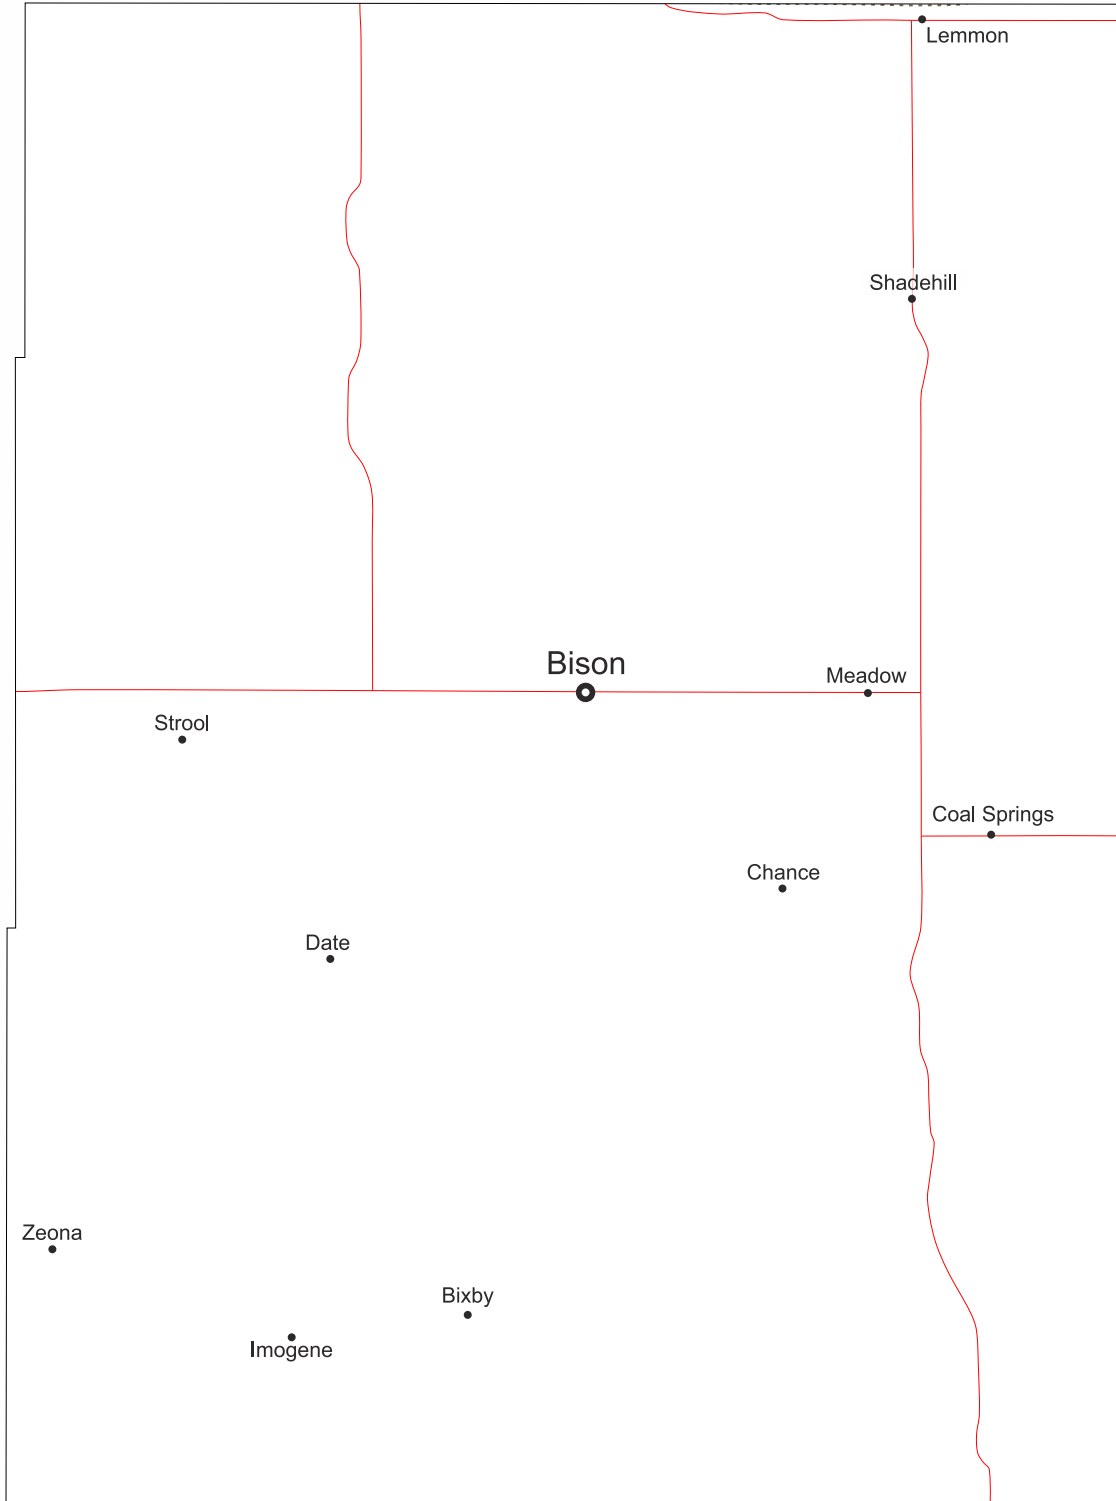 Lemmon
Shadehill
Bison
Meadow
Strool
Coal Springs
Chance
Date
Zeona
Bixby
Imogene